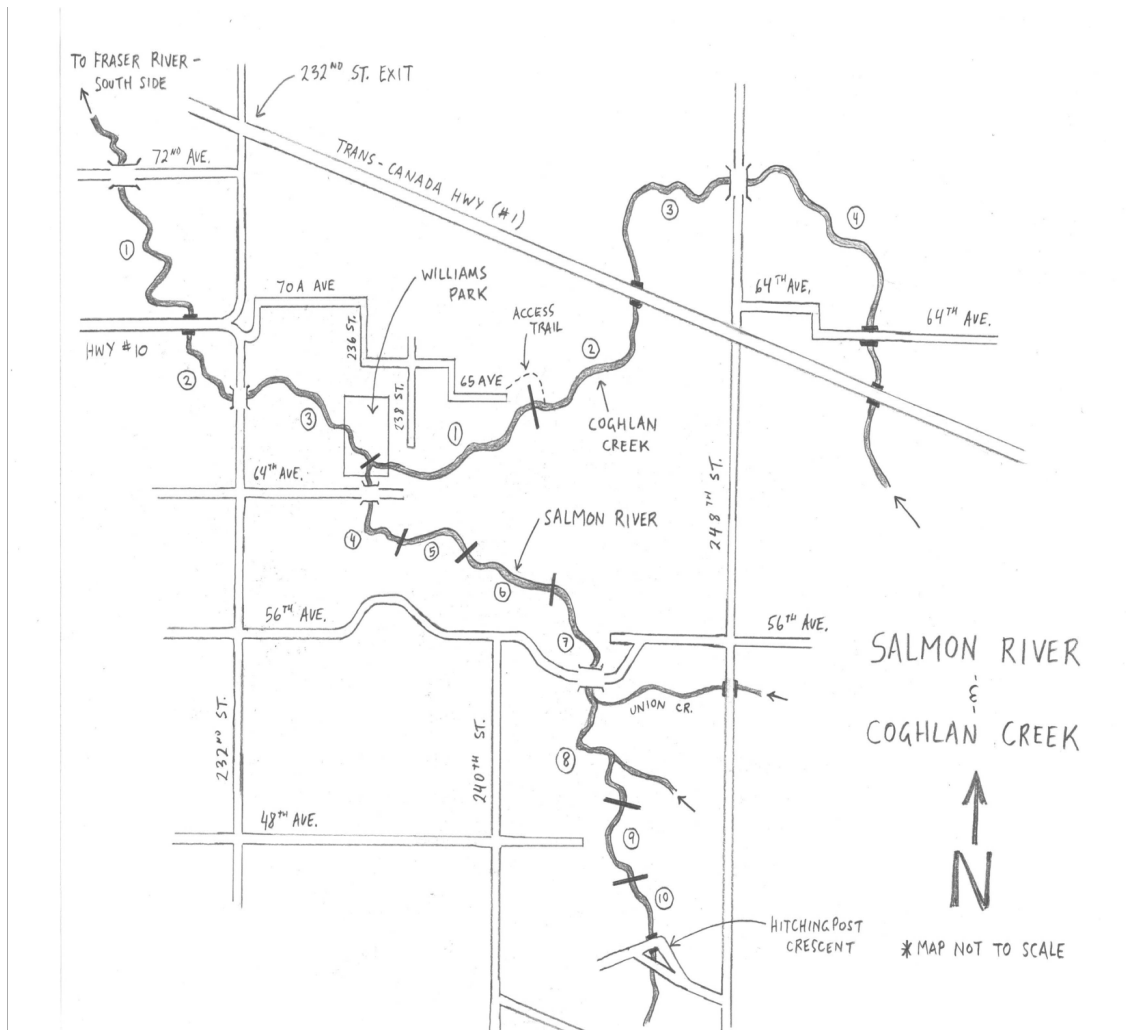 TO FRASER RIVER -
SOUTH SIDE
232ND ST. EXIT
72ND AVE.
TRANS-CANADA HWY (#1)
①
③
④
70A AVE
WILLIAMS
PARK
64TH AVE.
64TH AVE.
ACCESS
TRAIL
HWY #10
236 ST.
②
②
65 AVE
③
238 ST.
①
COGHLAN
CREEK
64TH AVE.
248TH ST.
SALMON RIVER
④
⑤
⑥
56TH AVE.
⑦
56TH AVE.
SALMON RIVER
&
COGHLAN CREEK
UNION CR.
232ND ST.
240TH ST.
⑧
48TH AVE.
⑨
⑩
N
HITCHINGPOST
CRESCENT
*MAP NOT TO SCALE